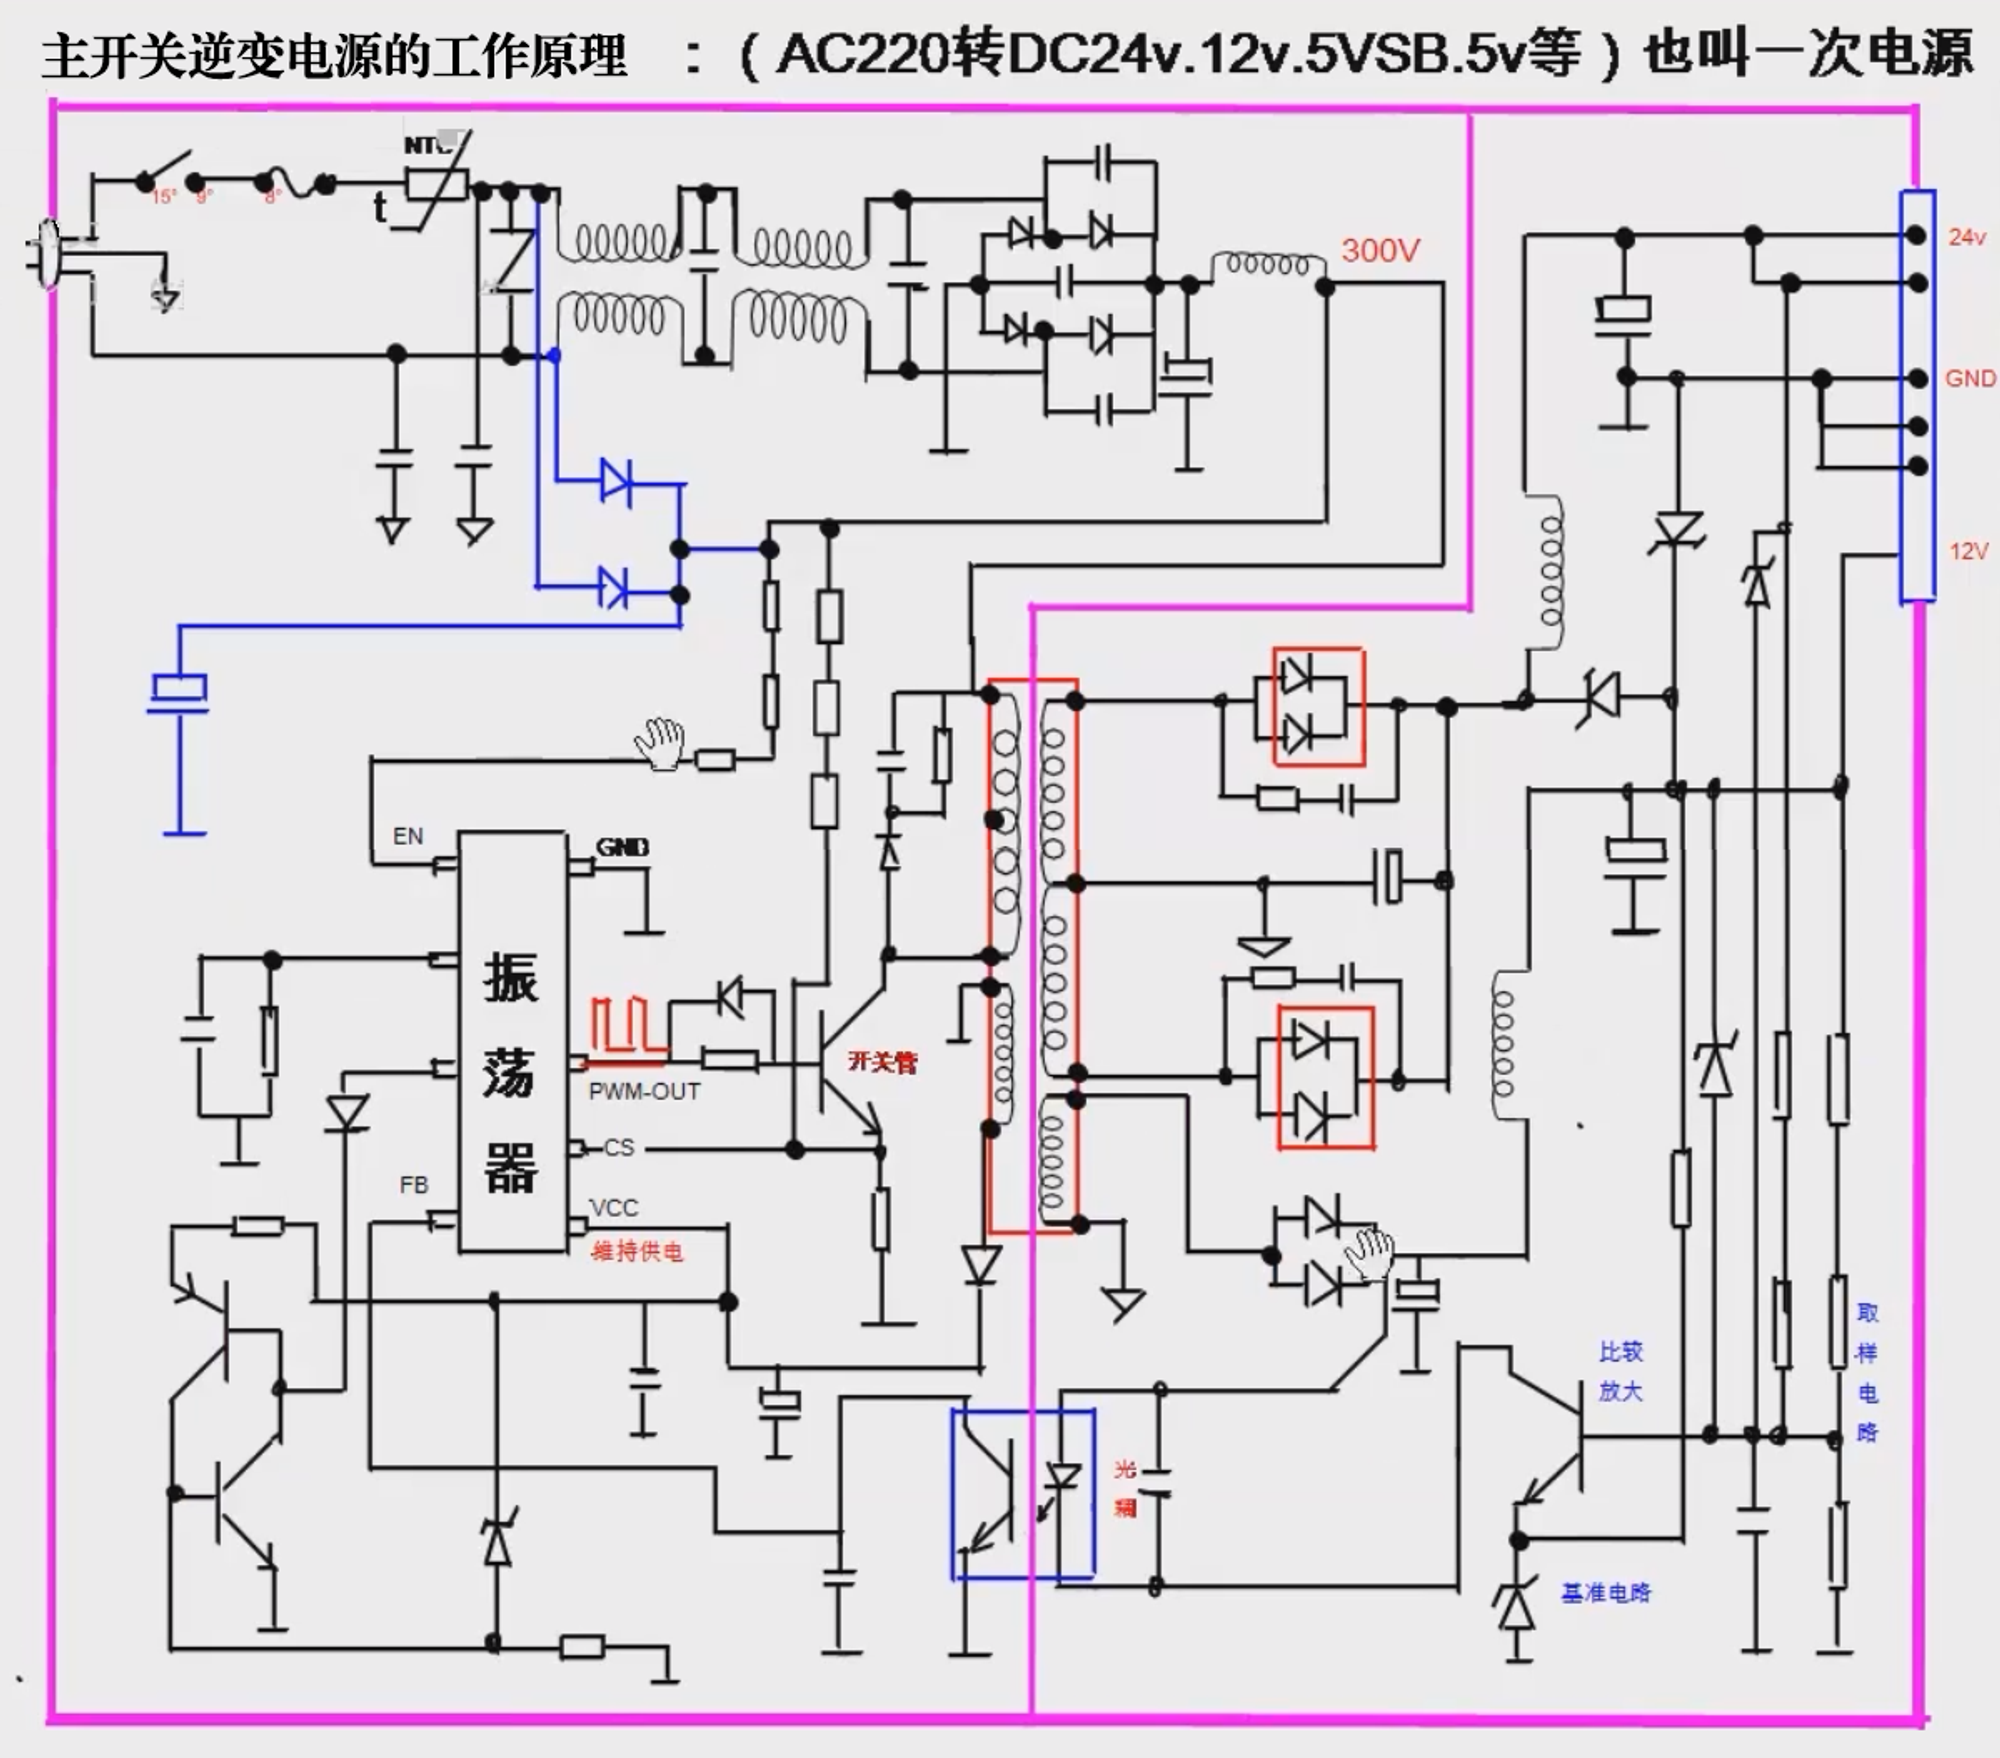 主开关逆变电源的工作原理 :(AC220转DC24v.12v.5VSB.5v等)也叫一次电源
t
15° 9° 8°
300V
24v
GND
12V
EN
GND
振
荡
器
PWM-OUT
开关管
CS
FB
VCC
维持供电
光
耦
比较
放大
取
样
电
路
基准电路